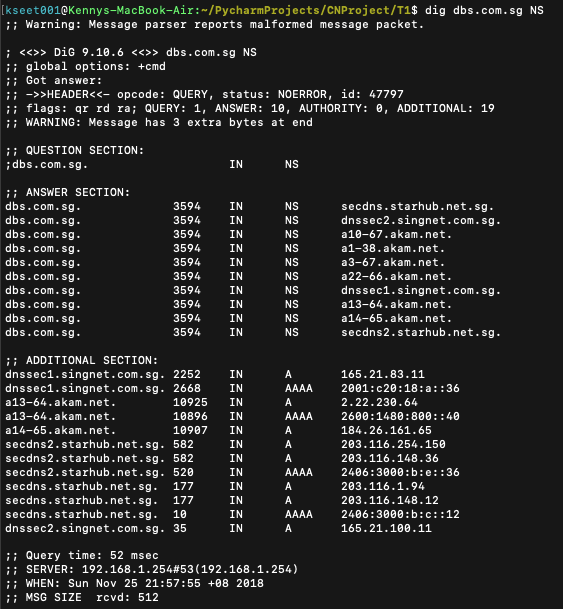 [kseet001@Kennys-MacBook-Air:~/PycharmProjects/CNProject/T1$ dig dbs.com.sg NS
;; Warning: Message parser reports malformed message packet.
; <<>> DiG 9.10.6 <<>> dbs.com.sg NS
;; global options: +cmd
;; Got answer:
;; ->>HEADER<<- opcode: QUERY, status: NOERROR, id: 47797
;; flags: qr rd ra; QUERY: 1, ANSWER: 10, AUTHORITY: 0, ADDITIONAL: 19
;; WARNING: Message has 3 extra bytes at end
;; QUESTION SECTION:
;dbs.com.sg. IN NS
;; ANSWER SECTION:
dbs.com.sg. 3594 IN NS secdns.starhub.net.sg.
dbs.com.sg. 3594 IN NS dnssec2.singnet.com.sg.
dbs.com.sg. 3594 IN NS a10-67.akam.net.
dbs.com.sg. 3594 IN NS a1-38.akam.net.
dbs.com.sg. 3594 IN NS a3-67.akam.net.
dbs.com.sg. 3594 IN NS a22-66.akam.net.
dbs.com.sg. 3594 IN NS dnssec1.singnet.com.sg.
dbs.com.sg. 3594 IN NS a13-64.akam.net.
dbs.com.sg. 3594 IN NS a14-65.akam.net.
dbs.com.sg. 3594 IN NS secdns2.starhub.net.sg.
;; ADDITIONAL SECTION:
dnssec1.singnet.com.sg. 2252 IN A 165.21.83.11
dnssec1.singnet.com.sg. 2668 IN AAAA 2001:c20:18:a::36
a13-64.akam.net. 10925 IN A 2.22.230.64
a13-64.akam.net. 10896 IN AAAA 2600:1480:800::40
a14-65.akam.net. 10907 IN A 184.26.161.65
secdns2.starhub.net.sg. 582 IN A 203.116.254.150
secdns2.starhub.net.sg. 582 IN A 203.116.148.36
secdns2.starhub.net.sg. 520 IN AAAA 2406:3000:b:e::36
secdns.starhub.net.sg. 177 IN A 203.116.1.94
secdns.starhub.net.sg. 177 IN A 203.116.148.12
secdns.starhub.net.sg. 10 IN AAAA 2406:3000:b:c::12
dnssec2.singnet.com.sg. 35 IN A 165.21.100.11
;; Query time: 52 msec
;; SERVER: 192.168.1.254#53(192.168.1.254)
;; WHEN: Sun Nov 25 21:57:55 +08 2018
;; MSG SIZE rcvd: 512